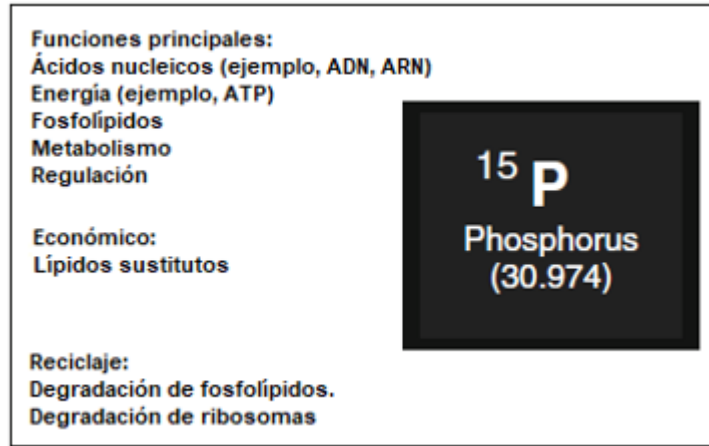 Funciones principales:
Ácidos nucleicos (ejemplo, ADN, ARN)
Energía (ejemplo, ATP)
Fosfolípidos
Metabolismo
Regulación
15 P
Phosphorus
(30.974)
Económico:
Lípidos sustitutos
Reciclaje:
Degradación de fosfolípidos.
Degradación de ribosomas